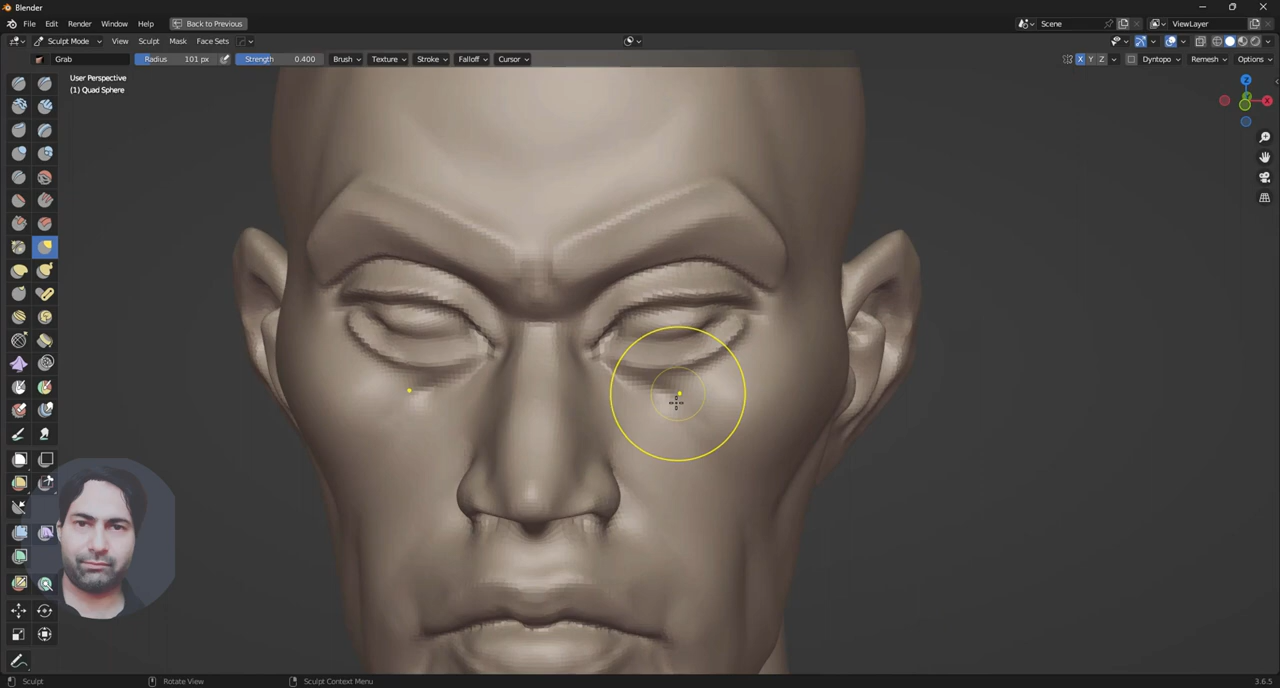 Blender
File Edit Render Window Help Back to Previous Scene ViewLayer
Sculpt Mode View Sculpt Mask Face Sets
Grab Radius 101 px Strength 0.400 Brush Texture Stroke Falloff Cursor X Y Z Dyntopo Remesh Options
User Perspective
(1) Quad Sphere
Z
X
Sculpt Rotate View Sculpt Context Menu 3.6.5